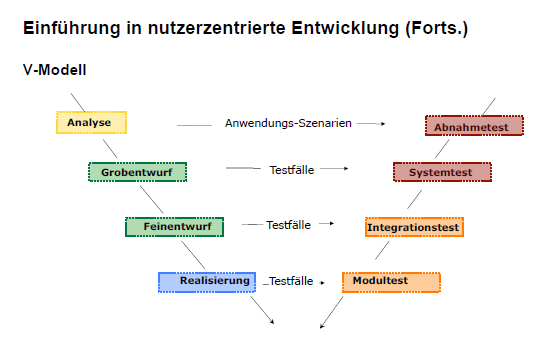 Einführung in nutzerzentrierte Entwicklung (Forts.)
V-Modell
Analyse
Anwendungs-Szenarien
Abnahmetest
Grobentwurf
Testfälle
Systemtest
Feinentwurf
Testfälle
Integrationstest
Realisierung
Testfälle
Modultest